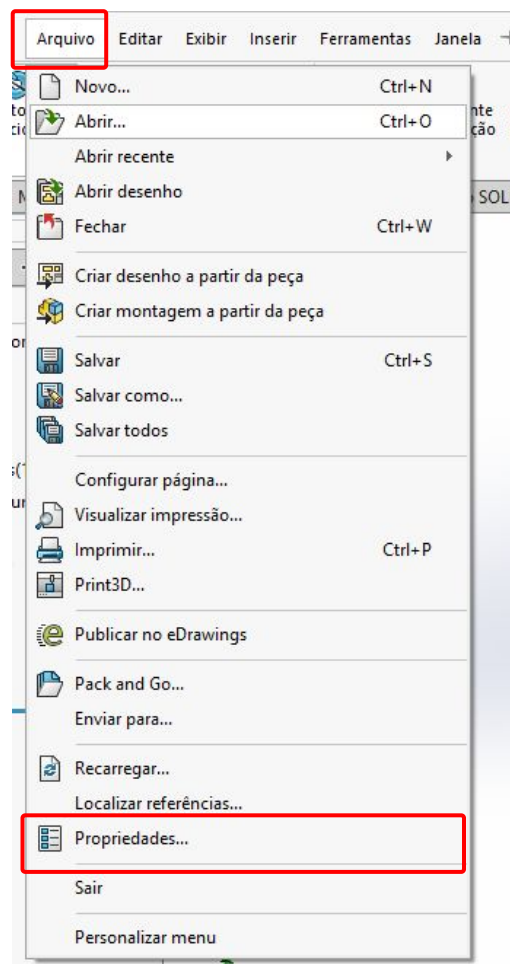 Arquivo Editar Exibir Inserir Ferramentas Janela
Novo... Ctrl+N
Abrir... Ctrl+O
Abrir recente
Abrir desenho
SOL
Fechar Ctrl+W
Criar desenho a partir da peça
Criar montagem a partir da peça
Salvar Ctrl+S
Salvar como...
Salvar todos
Configurar página...
Visualizar impressão...
Imprimir... Ctrl+P
Print3D...
Publicar no eDrawings
Pack and Go...
Enviar para...
Recarregar...
Localizar referências...
Propriedades...
Sair
Personalizar menu